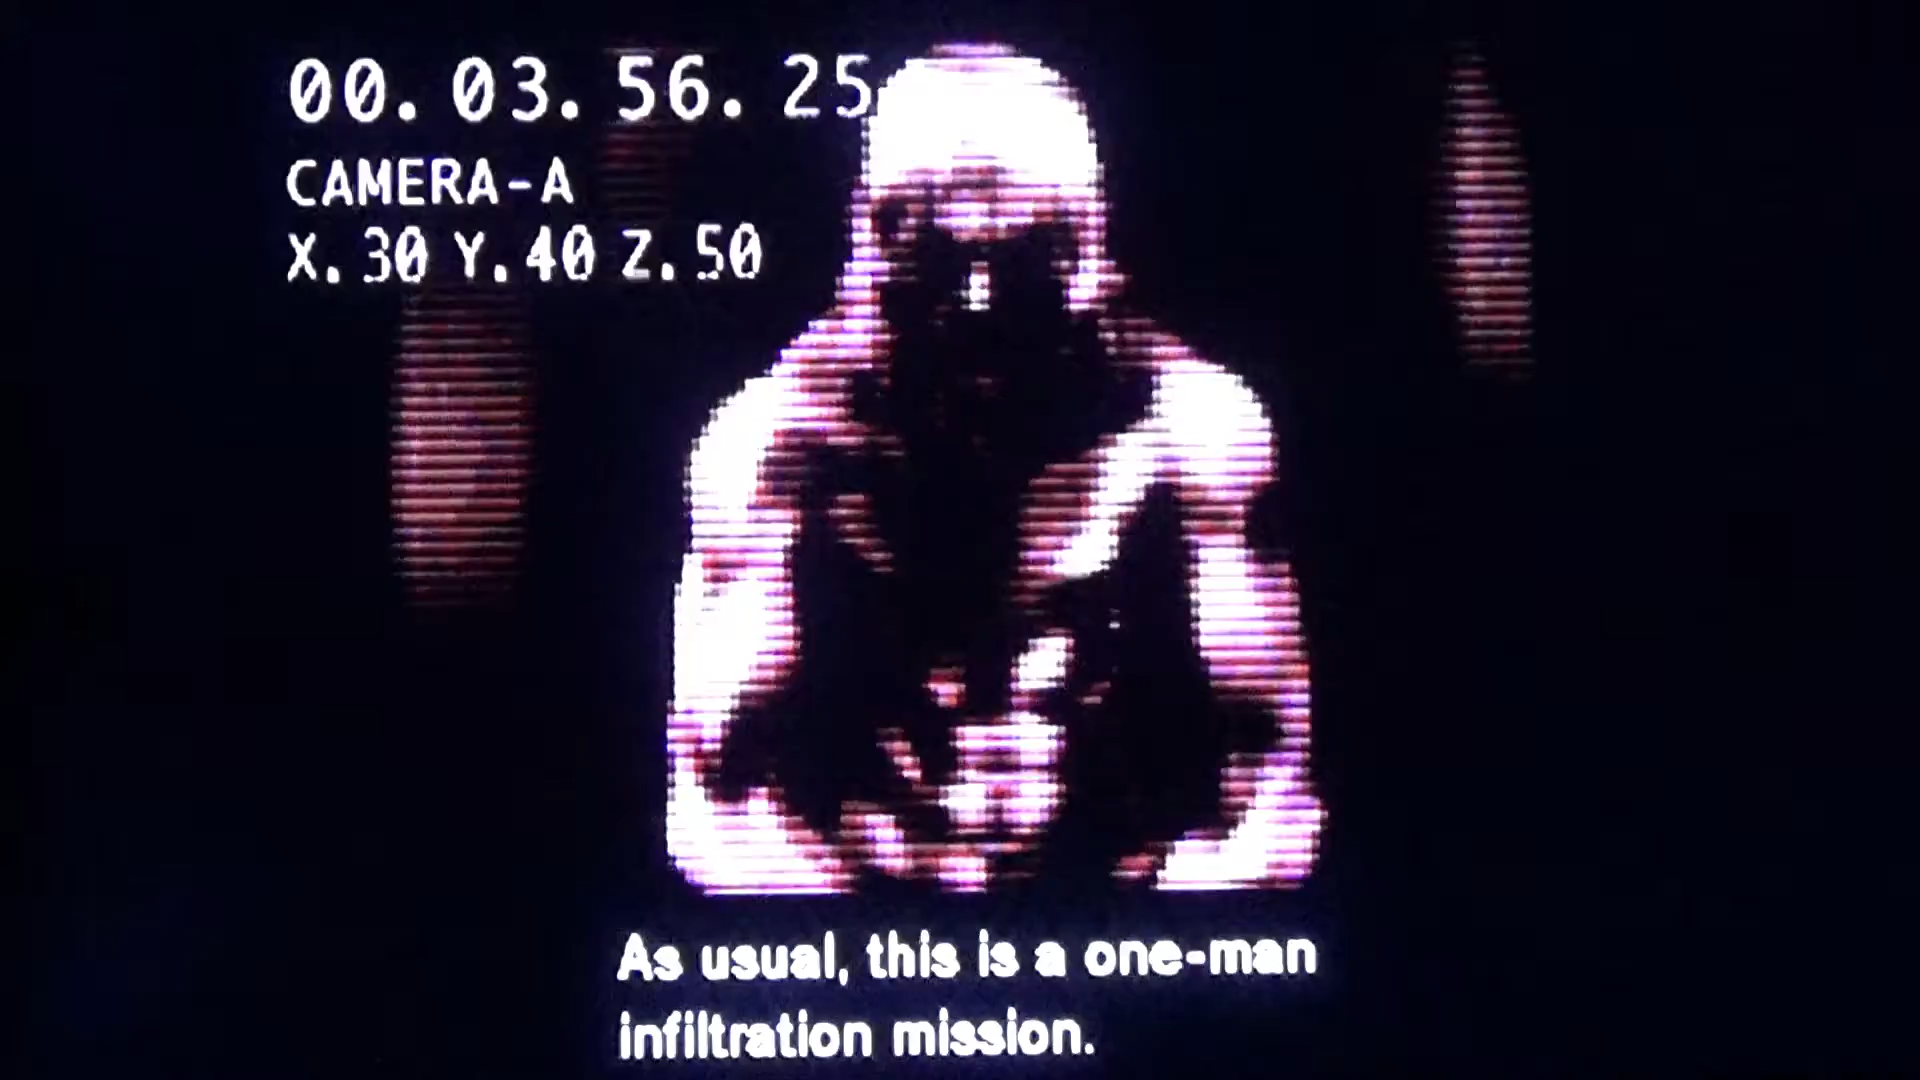 00. 03. 56. 25
CAMERA-A
X. 30 Y. 40 Z. 50
As usual, this is a one-man
infiltration mission.